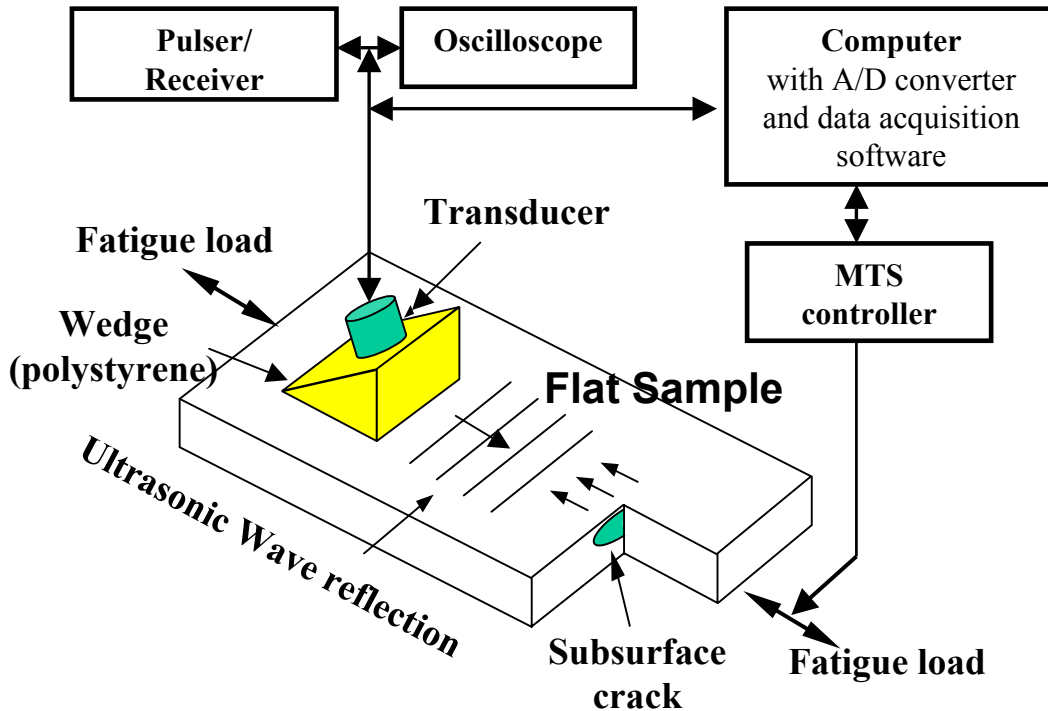 Pulser/
Receiver
Oscilloscope
Computer
with A/D converter
and data acquisition
software
Transducer
Fatigue load
MTS
controller
Wedge
(polystyrene)
Flat Sample
Ultrasonic Wave reflection
Subsurface
crack
Fatigue load